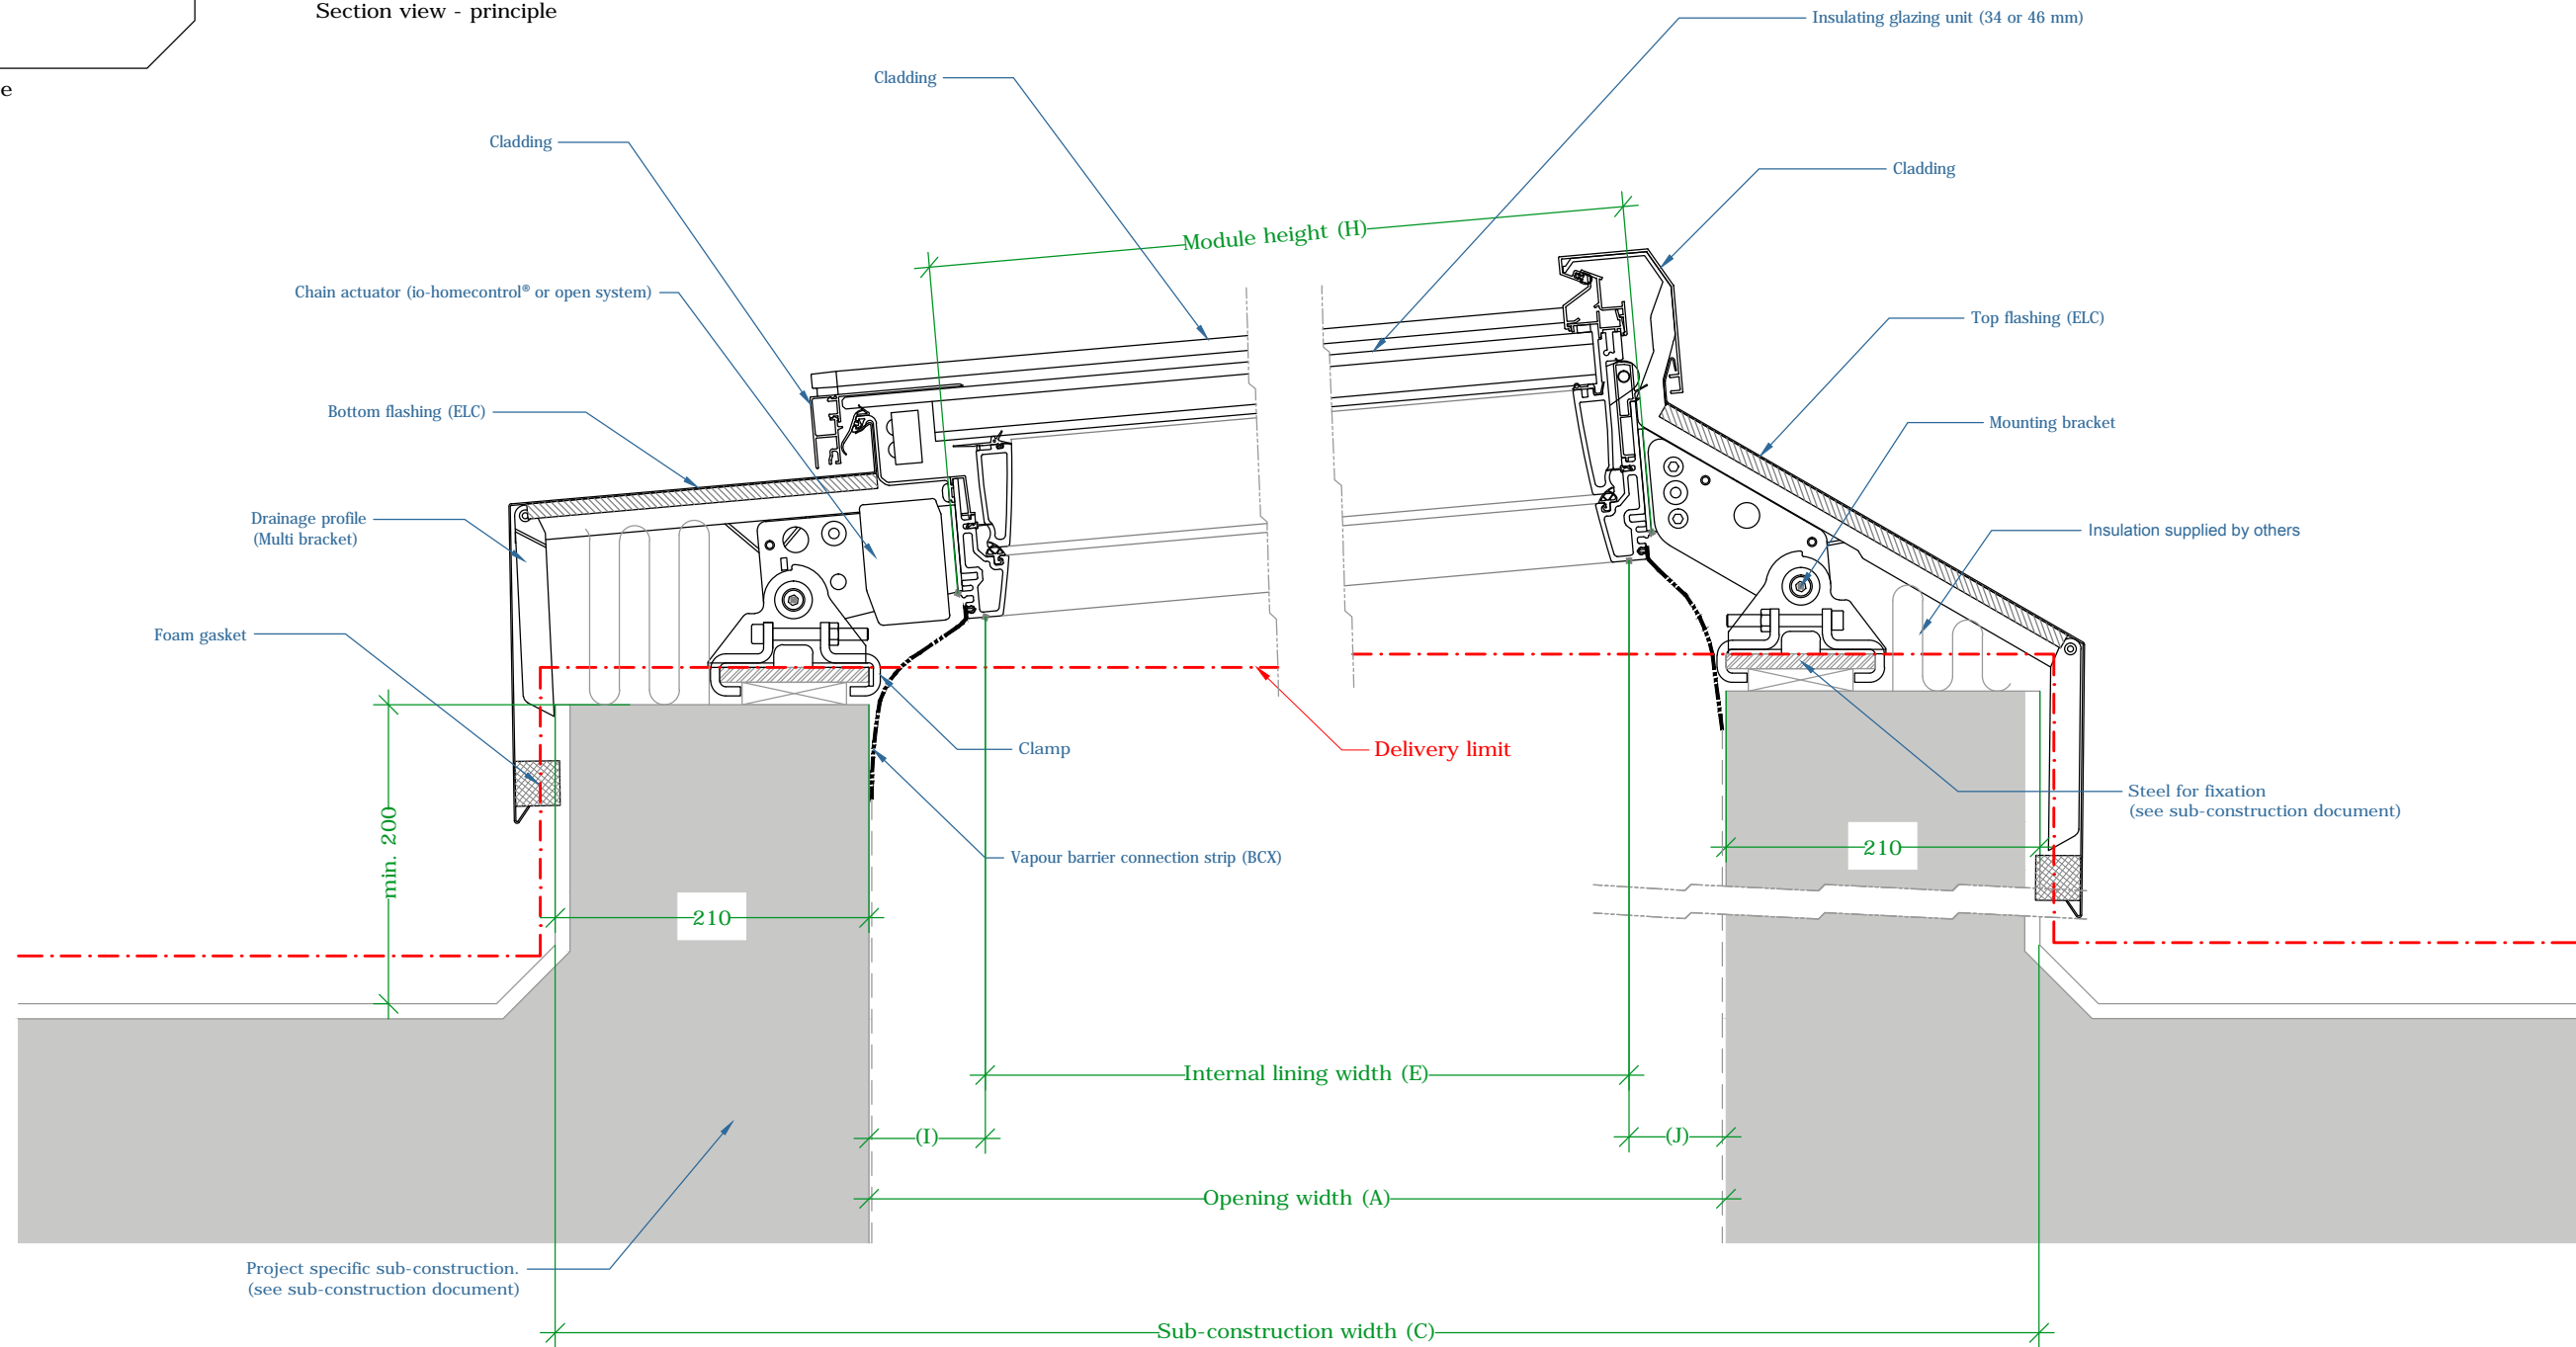 Section view - principle
e
Insulating glazing unit (34 or 46 mm)
Cladding
Cladding
Cladding
Module height (H)
Chain actuator (io-homecontrol® or open system)
Top flashing (ELC)
Bottom flashing (ELC)
Mounting bracket
Drainage profile
(Multi bracket)
Insulation supplied by others
Foam gasket
Clamp
Delivery limit
Steel for fixation
(see sub-construction document)
min. 200
210
Vapour barrier connection strip (BCX)
210
Internal lining width (E)
(I)
(J)
Opening width (A)
Project specific sub-construction.
(see sub-construction document)
Sub-construction width (C)